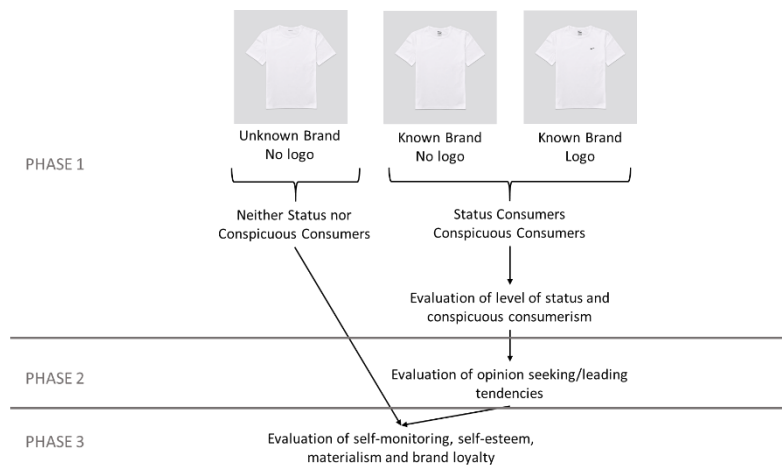 Unknown Brand
No logo
Known Brand
No logo
Known Brand
Logo
PHASE 1
Neither Status nor
Conspicuous Consumers
Status Consumers
Conspicuous Consumers
Evaluation of level of status and
conspicuous consumerism
PHASE 2
Evaluation of opinion seeking/leading
tendencies
PHASE 3
Evaluation of self-monitoring, self-esteem,
materialism and brand loyalty